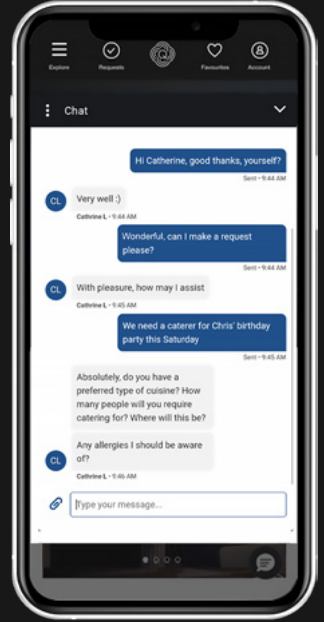 Explore Requests Favourites Account
Chat
Hi Catherine, good thanks, yourself?
Sent • 9:44 AM
CL
Very well :)
Cathrine L • 9:44 AM
Wonderful, can I make a request
please?
Sent • 9:44 AM
CL
With pleasure, how may I assist
Cathrine L • 9:45 AM
We need a caterer for Chris' birthday
party this Saturday
Sent • 9:45 AM
Absolutely, do you have a
preferred type of cuisine? How
many people will you require
catering for? Where will this be?
Any allergies I should be aware
of?
CL
Cathrine L • 9:46 AM
Type your message...